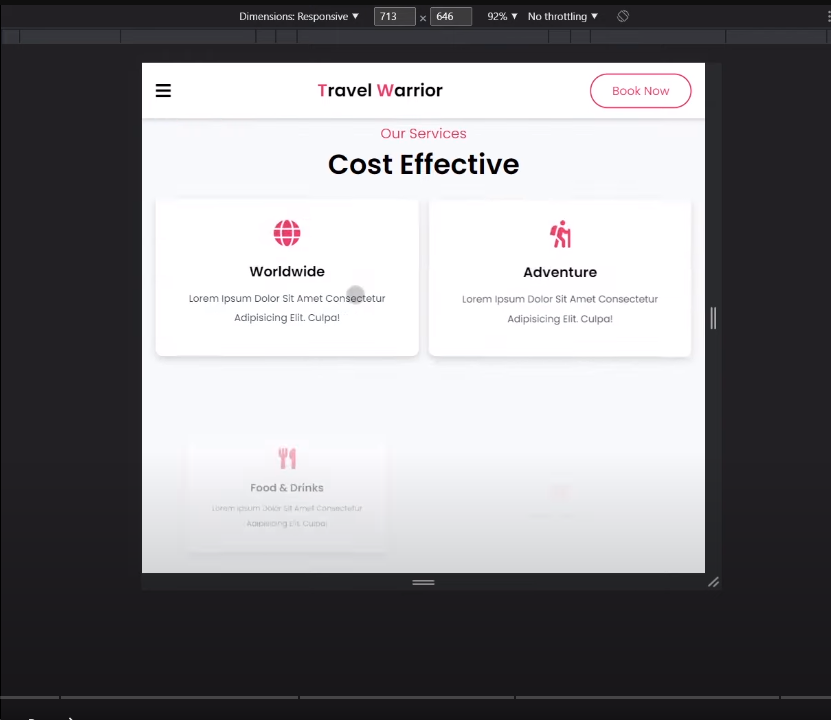 Dimensions: Responsive ▼ 713 × 646 92% ▼ No throttling ▼
Travel Warrior
Book Now
Our Services
Cost Effective
Worldwide
Lorem Ipsum Dolor Sit Amet Consectetur
Adipisicing Elit. Culpa!
Adventure
Lorem Ipsum Dolor Sit Amet Consectetur
Adipisicing Elit. Culpa!
Food & Drinks
Lorem Ipsum Dolor Sit Amet Consectetur
Adipisicing Elit. Culpa!